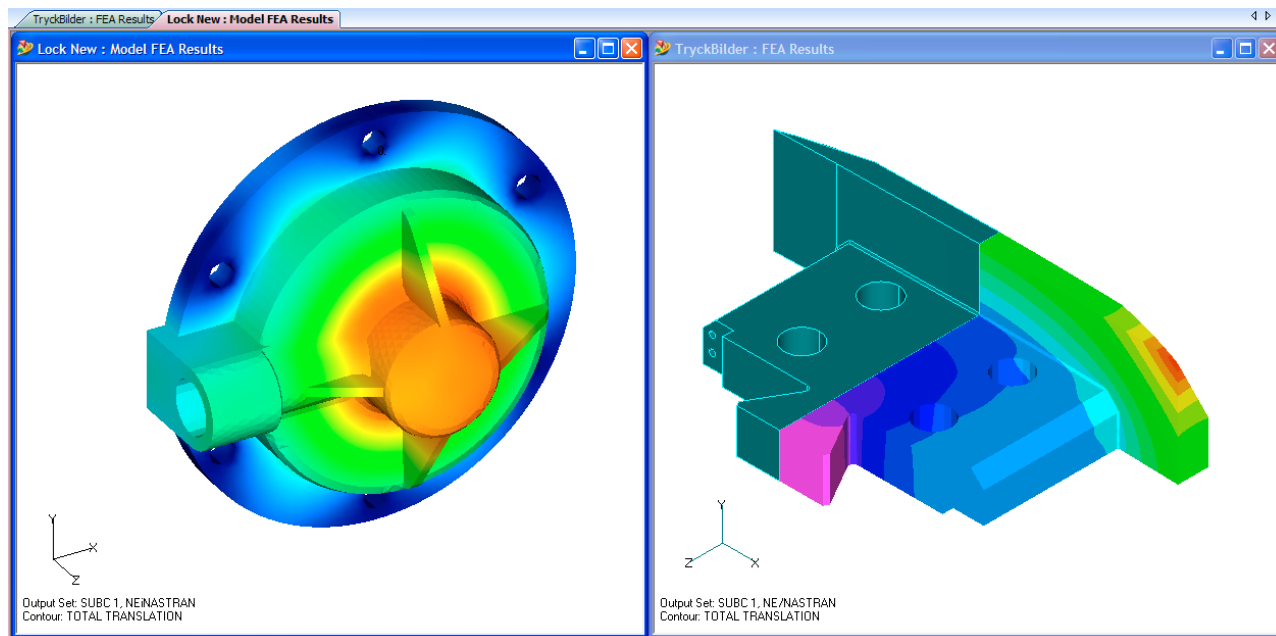 TryckBilder : FEA Results
Lock New : Model FEA Results
Lock New : Model FEA Results
TryckBilder : FEA Results
Y
X
Z
Output Set: SUBC 1, NEiNASTRAN
Contour: TOTAL TRANSLATION
Y
Z
X
Output Set: SUBC 1, NE/NASTRAN
Contour: TOTAL TRANSLATION